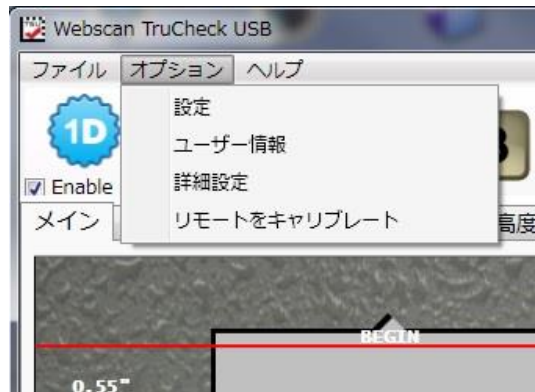 Webscan TruCheck USB
ファイル オプション ヘルプ
設定
ユーザー情報
詳細設定
リモートをキャリブレート
1D
Enable
メイン
高度
BEGIN
0.55"